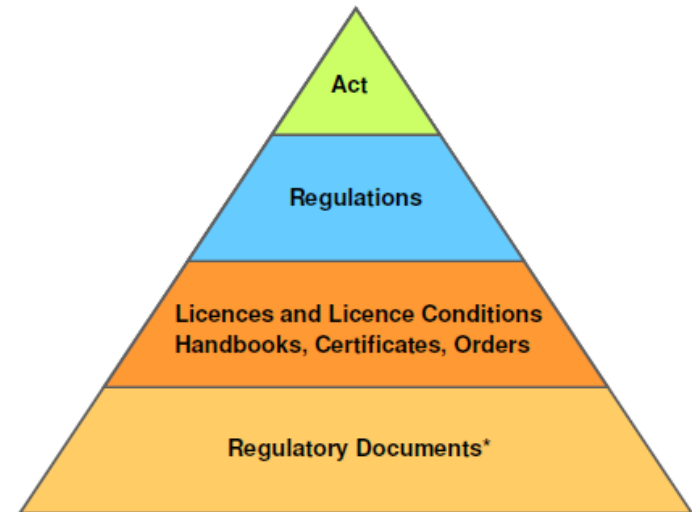 Act
Regulations
Licences and Licence Conditions
Handbooks, Certificates, Orders
Regulatory Documents*